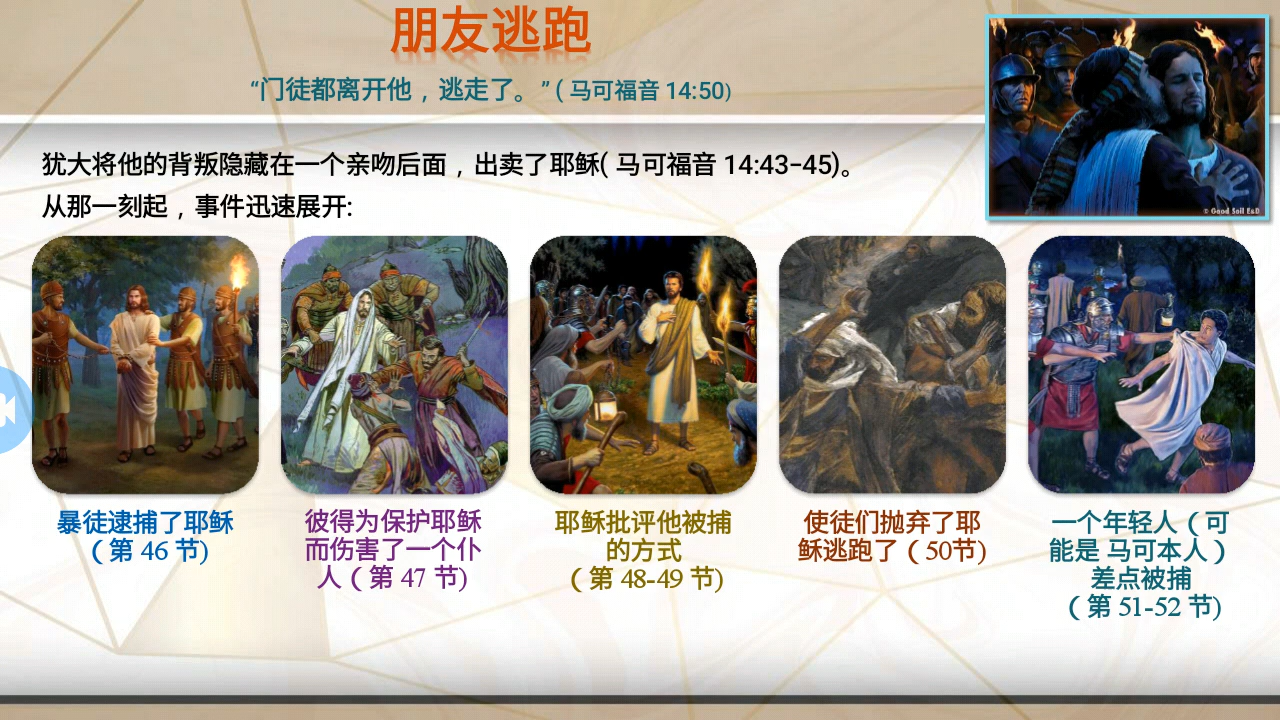 朋友逃跑
“门徒都离开他，逃走了。” ( 马可福音 14:50)
犹大将他的背叛隐藏在一个亲吻后面，出卖了耶稣( 马可福音 14:43-45)。
从那一刻起，事件迅速展开:
© Good Soil E&D
暴徒逮捕了耶稣
（第 46 节)
彼得为保护耶稣
而伤害了一个仆
人（第 47 节)
耶稣批评他被捕
的方式
（第 48-49 节)
使徒们抛弃了耶
稣逃跑了（50节)
一个年轻人（可
能是 马可本人）
差点被捕
（第 51-52 节)